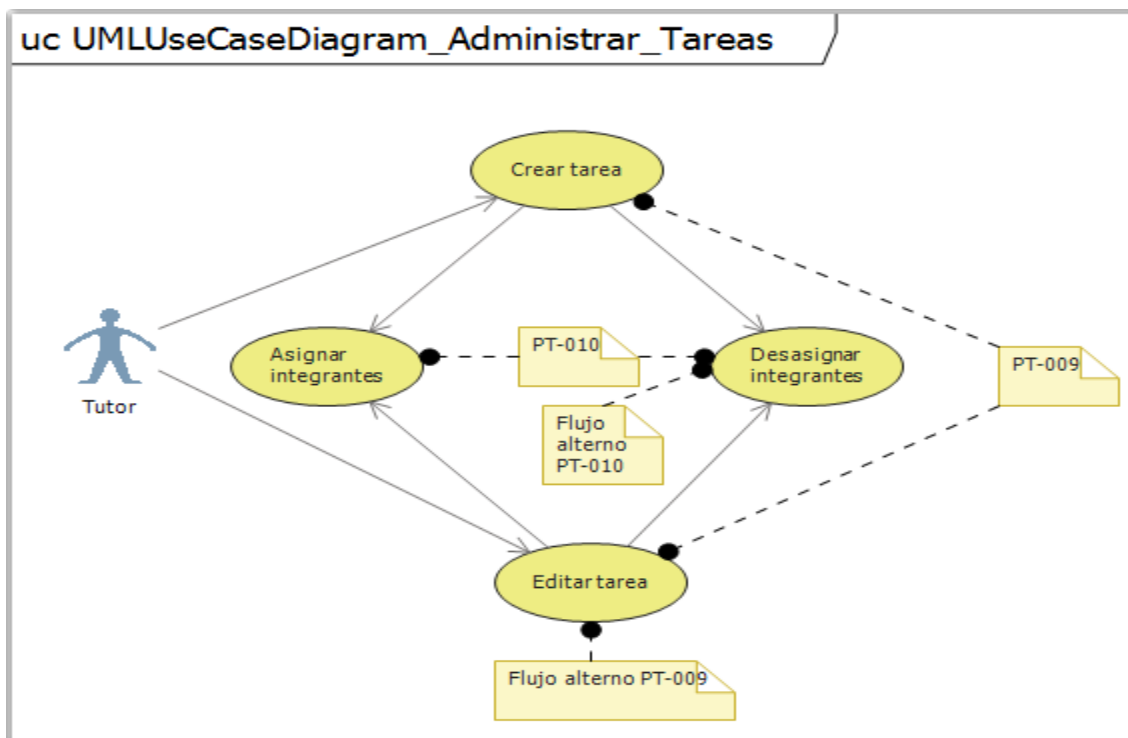 uc UMLUseCaseDiagram_Administrar_Tareas
Crear tarea
Asignar
integrantes
PT-010
Desasignar
integrantes
PT-009
Tutor
Flujo
alterno
PT-010
Editar tarea
Flujo alterno PT-009